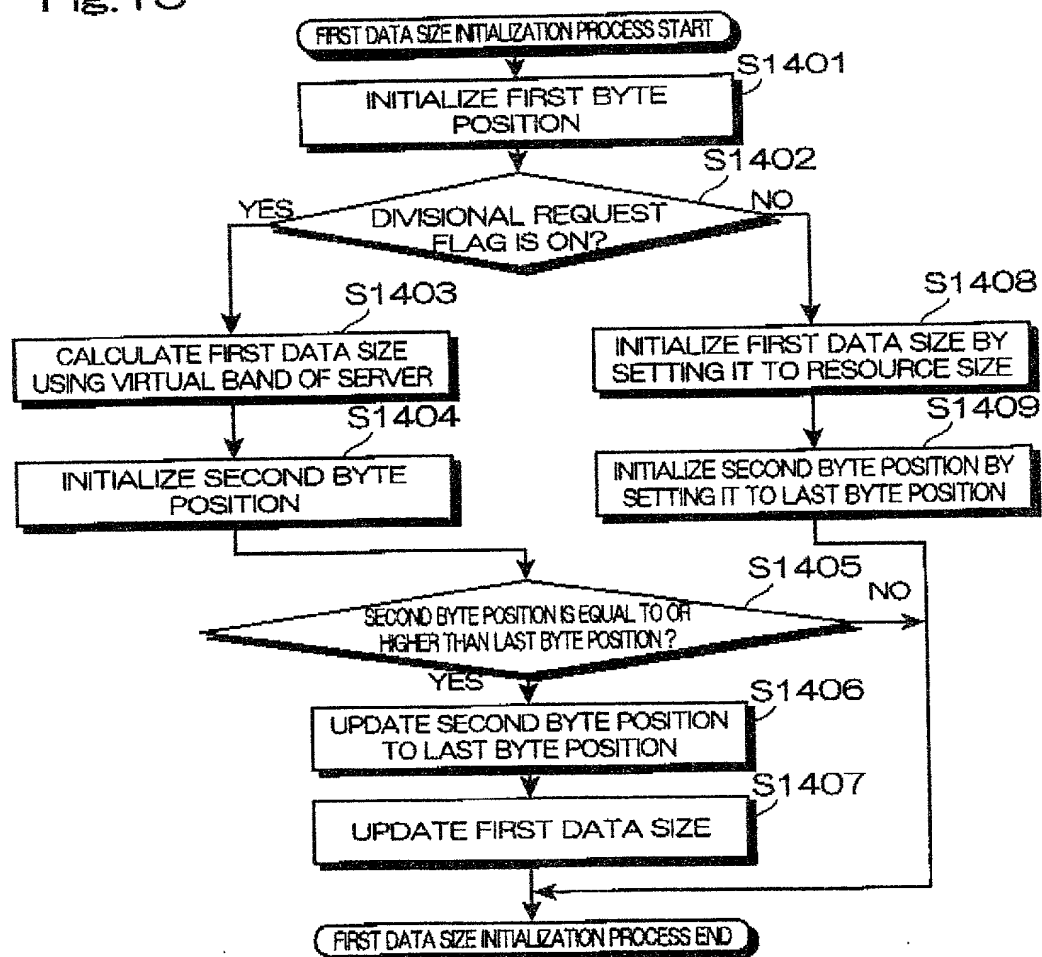 FIRST DATA SIZE INITIALIZATION PROCESS START
S1401
INITIALIZE FIRST BYTE
POSITION
S1402
YES
NO
DIVISIONAL REQUEST
FLAG IS ON?
S1403
CALCULATE FIRST DATA SIZE
USING VIRTUAL BAND OF SERVER
S1408
INITIALIZE FIRST DATA SIZE BY
SETTING IT TO RESOURCE SIZE
S1404
INITIALIZE SECOND BYTE
POSITION
S1409
INITIALIZE SECOND BYTE POSITION BY
SETTING IT TO LAST BYTE POSITION
S1405
NO
SECOND BYTE POSITION IS EQUAL TO OR
HIGHER THAN LAST BYTE POSITION ?
YES
S1406
UPDATE SECOND BYTE POSITION
TO LAST BYTE POSITION
S1407
UPDATE FIRST DATA SIZE
FIRST DATA SIZE INITIALIZATION PROCESS END